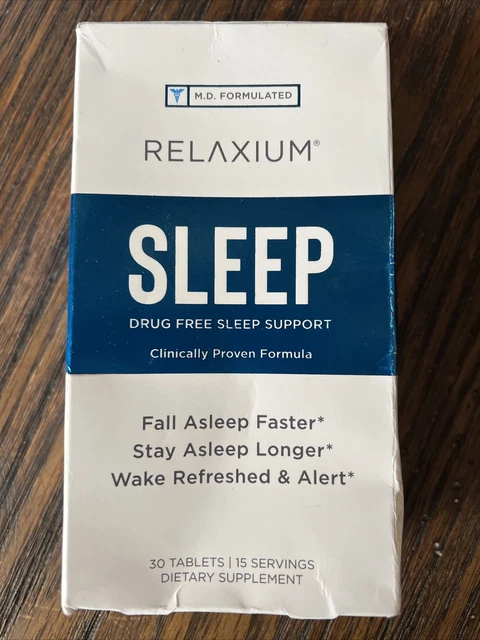 M.D. FORMULATED
RELAXIUM®
SLEEP
DRUG FREE SLEEP SUPPORT
Clinically Proven Formula
Fall Asleep Faster*
Stay Asleep Longer*
Wake Refreshed & Alert*
30 TABLETS | 15 SERVINGS
DIETARY SUPPLEMENT